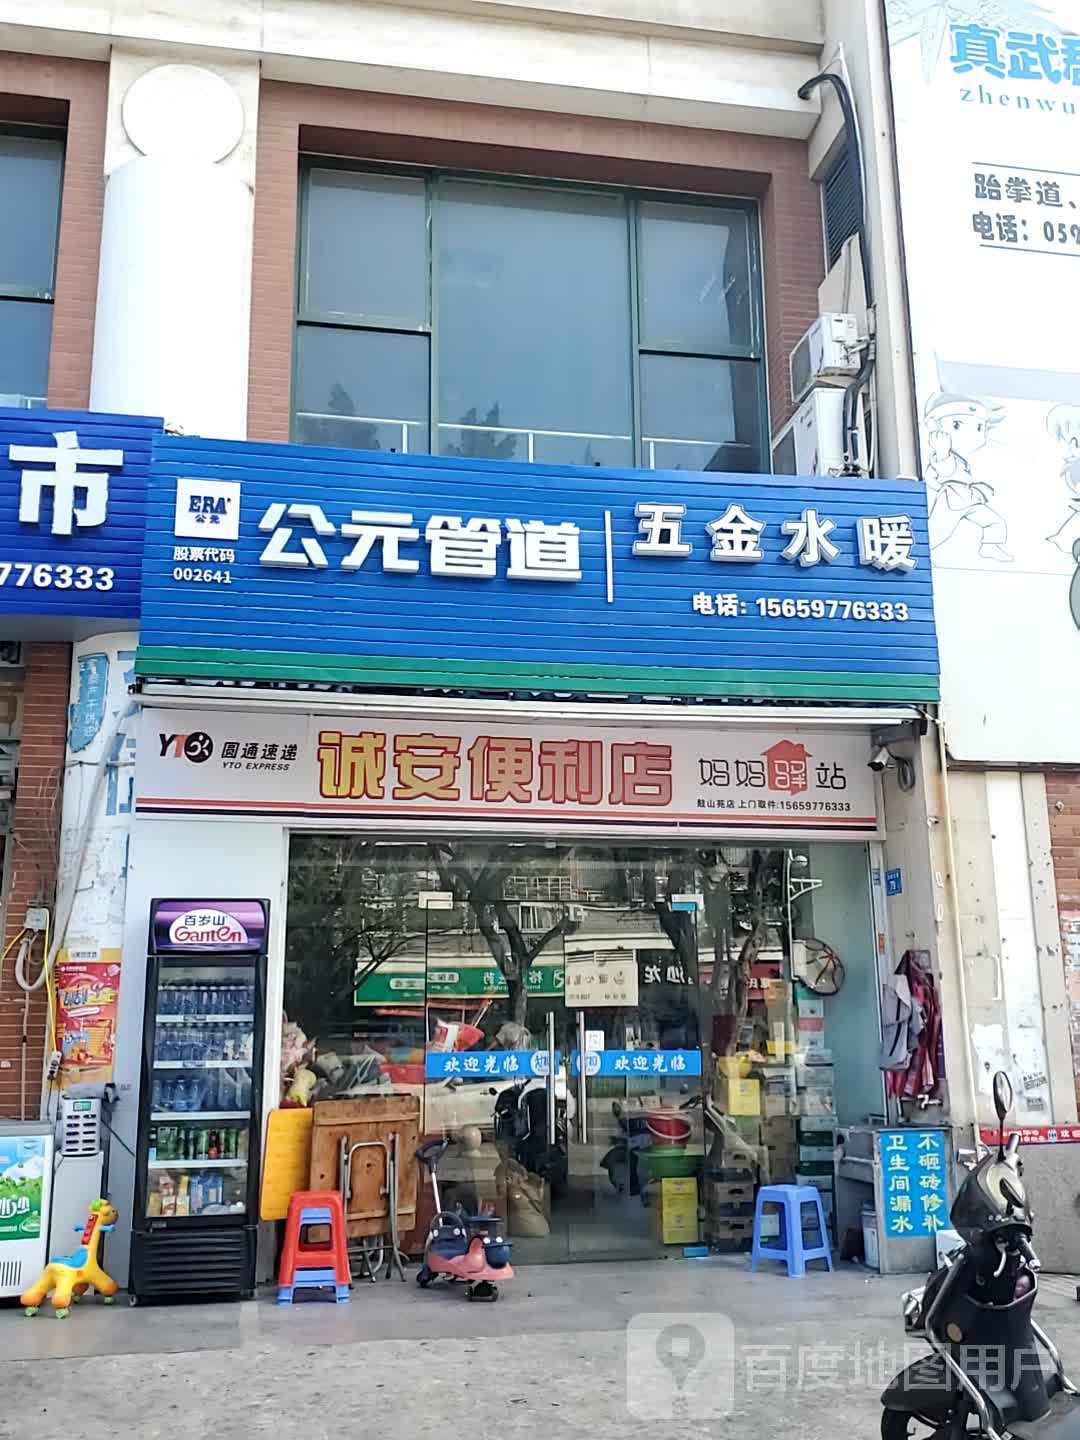 真武
zhenwu
跆拳道、
电话：059
市
776333
ERA
公元
股票代码
002641
公元管道
五金水暖
电话：15659776333
YTO
圆通速递
YTO EXPRESS
诚安便利店
妈妈驿站
鼓山苑店 上门取件:15659776333
百岁山
Ganten
欢迎光临
欢迎光临
卫生间漏水
不砸砖修补
百度地图用户